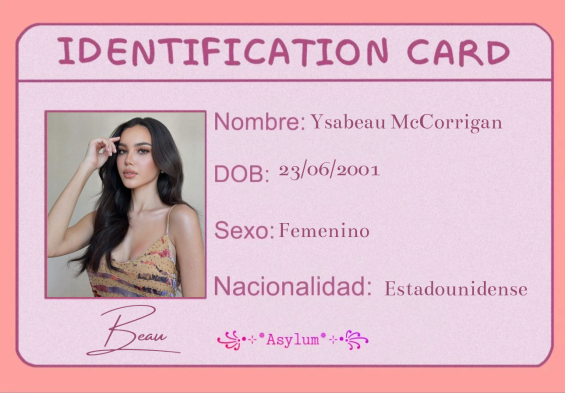 IDENTIFICATION CARD
Nombre: Ysabeau McCorrigan
DOB: 23/06/2001
Sexo: Femenino
Nacionalidad: Estadounidense
Beau
꧁•⊹٭Asylum٭⊹•꧂